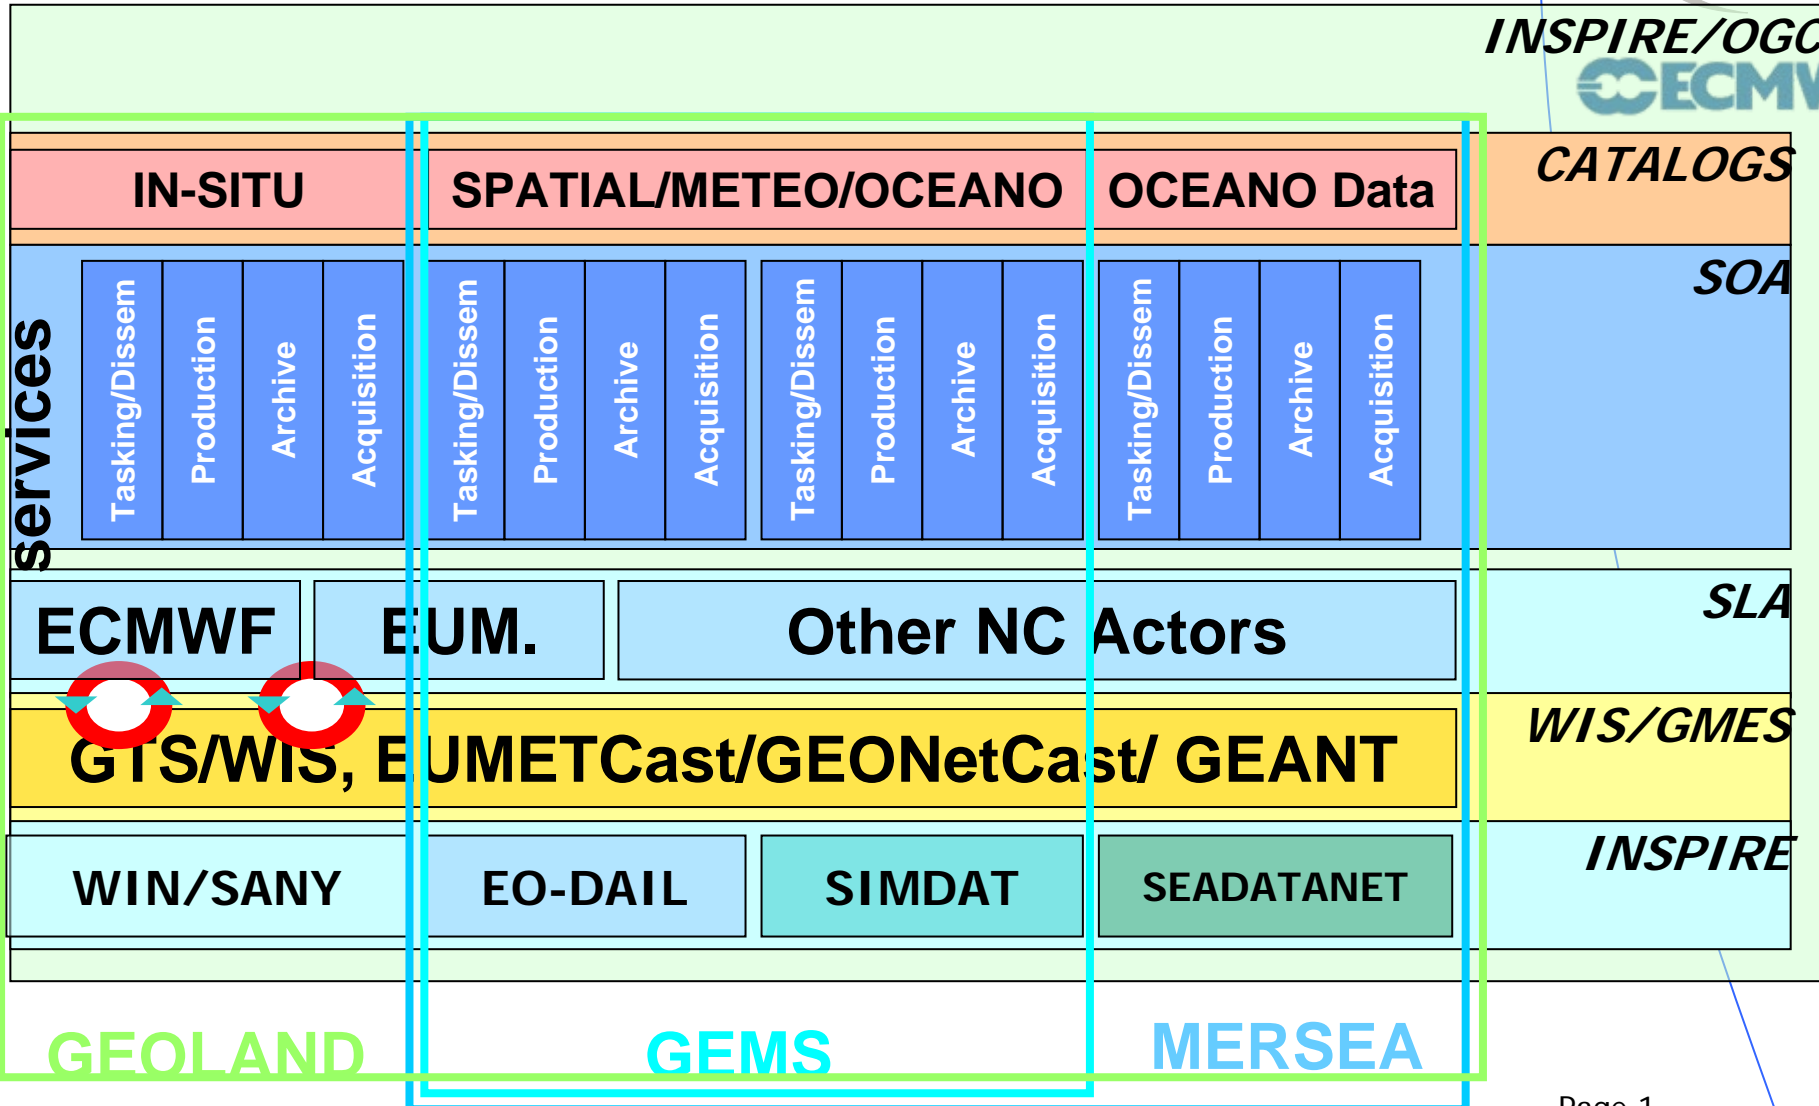 INSPIRE/OGC
ECMW
CATALOGS
IN-SITU
SPATIAL/METEO/OCEANO
OCEANO Data
SOA
services
Tasking/Dissem
Production
Archive
Acquisition
Tasking/Dissem
Production
Archive
Acquisition
Tasking/Dissem
Production
Archive
Acquisition
Tasking/Dissem
Production
Archive
Acquisition
SLA
ECMWF
EUM.
Other NC Actors
WIS/GMES
GTS/WIS, EUMETCast/GEONetCast/ GEANT
INSPIRE
WIN/SANY
EO-DAIL
SIMDAT
SEADATANET
GEOLAND
GEMS
MERSEA
Page 1